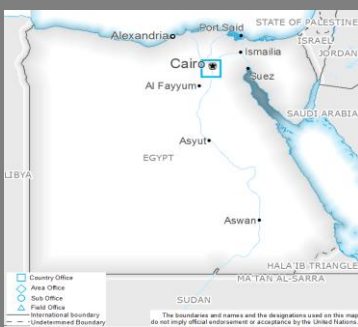 STATE OF PALESTINE
Port Said
Alexandria
ISRAEL
Ismailia
JORDAN
Cairo
Suez
Al Fayyum
SAUDI ARABIA
Asyut
EGYPT
LIBYA
Aswan
HALA'IB TRIANGLE
MA'TAN AL-SARRA
SUDAN
Country Office
Area Office
Sub Office
Field Office
International boundary
Undetermined Boundary
The boundaries and names and the designations used on this map
do not imply official endorsement or acceptance by the United Nations.